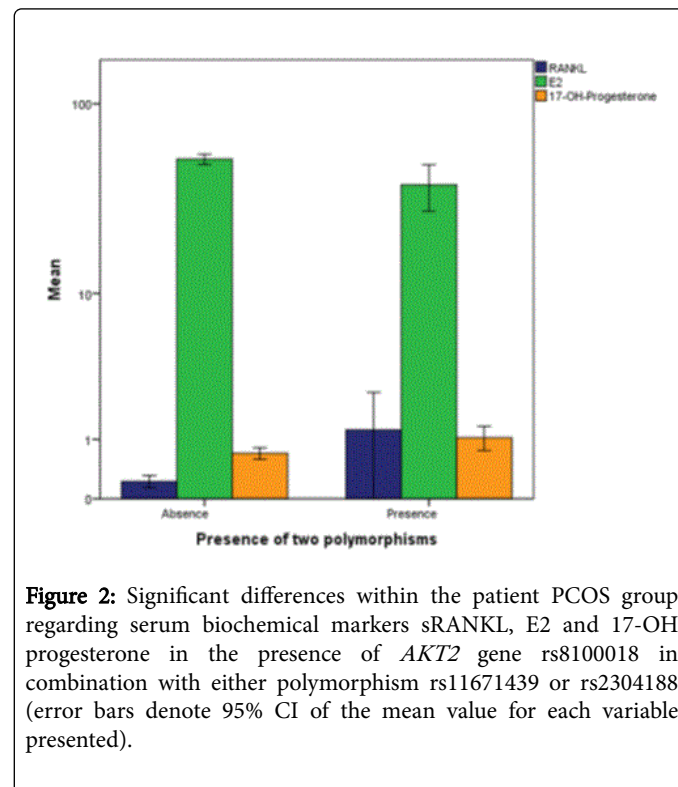 RANKL
E2
17-OH-Progesterone
100
10
1
0
Mean
Absence
Presence
Presence of two polymorphisms
Figure 2: Significant differences within the patient PCOS group
regarding serum biochemical markers sRANKL, E2 and 17-OH
progesterone in the presence of AKT2 gene rs8100018 in
combination with either polymorphism rs11671439 or rs2304188
(error bars denote 95% CI of the mean value for each variable
presented).